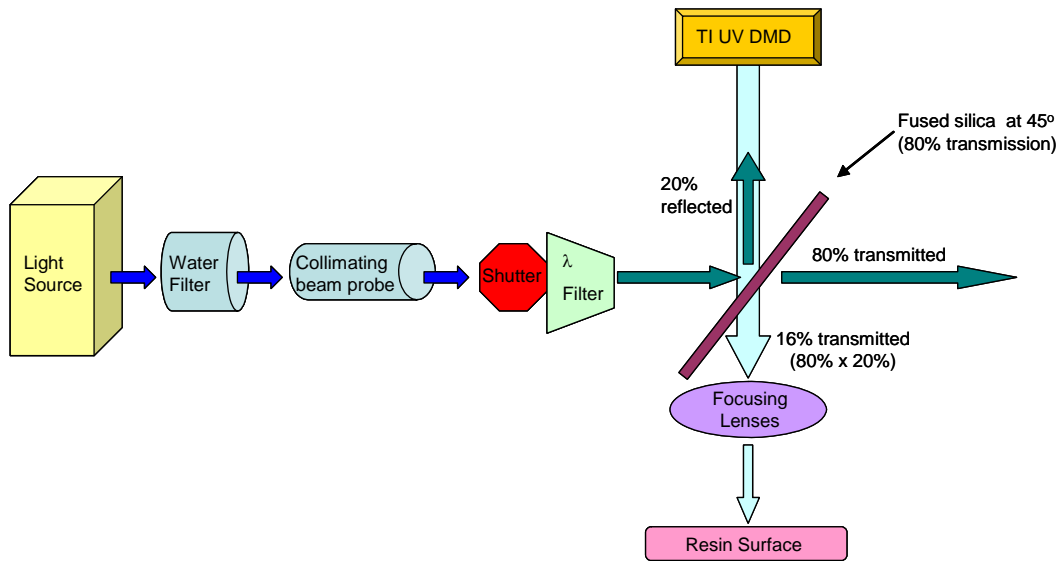 TI UV DMD
Fused silica at 45º
(80% transmission)
20%
reflected
Light
Source
Water
Filter
Collimating
beam probe
Shutter
λ
Filter
80% transmitted
16% transmitted
(80% x 20%)
Focusing
Lenses
Resin Surface